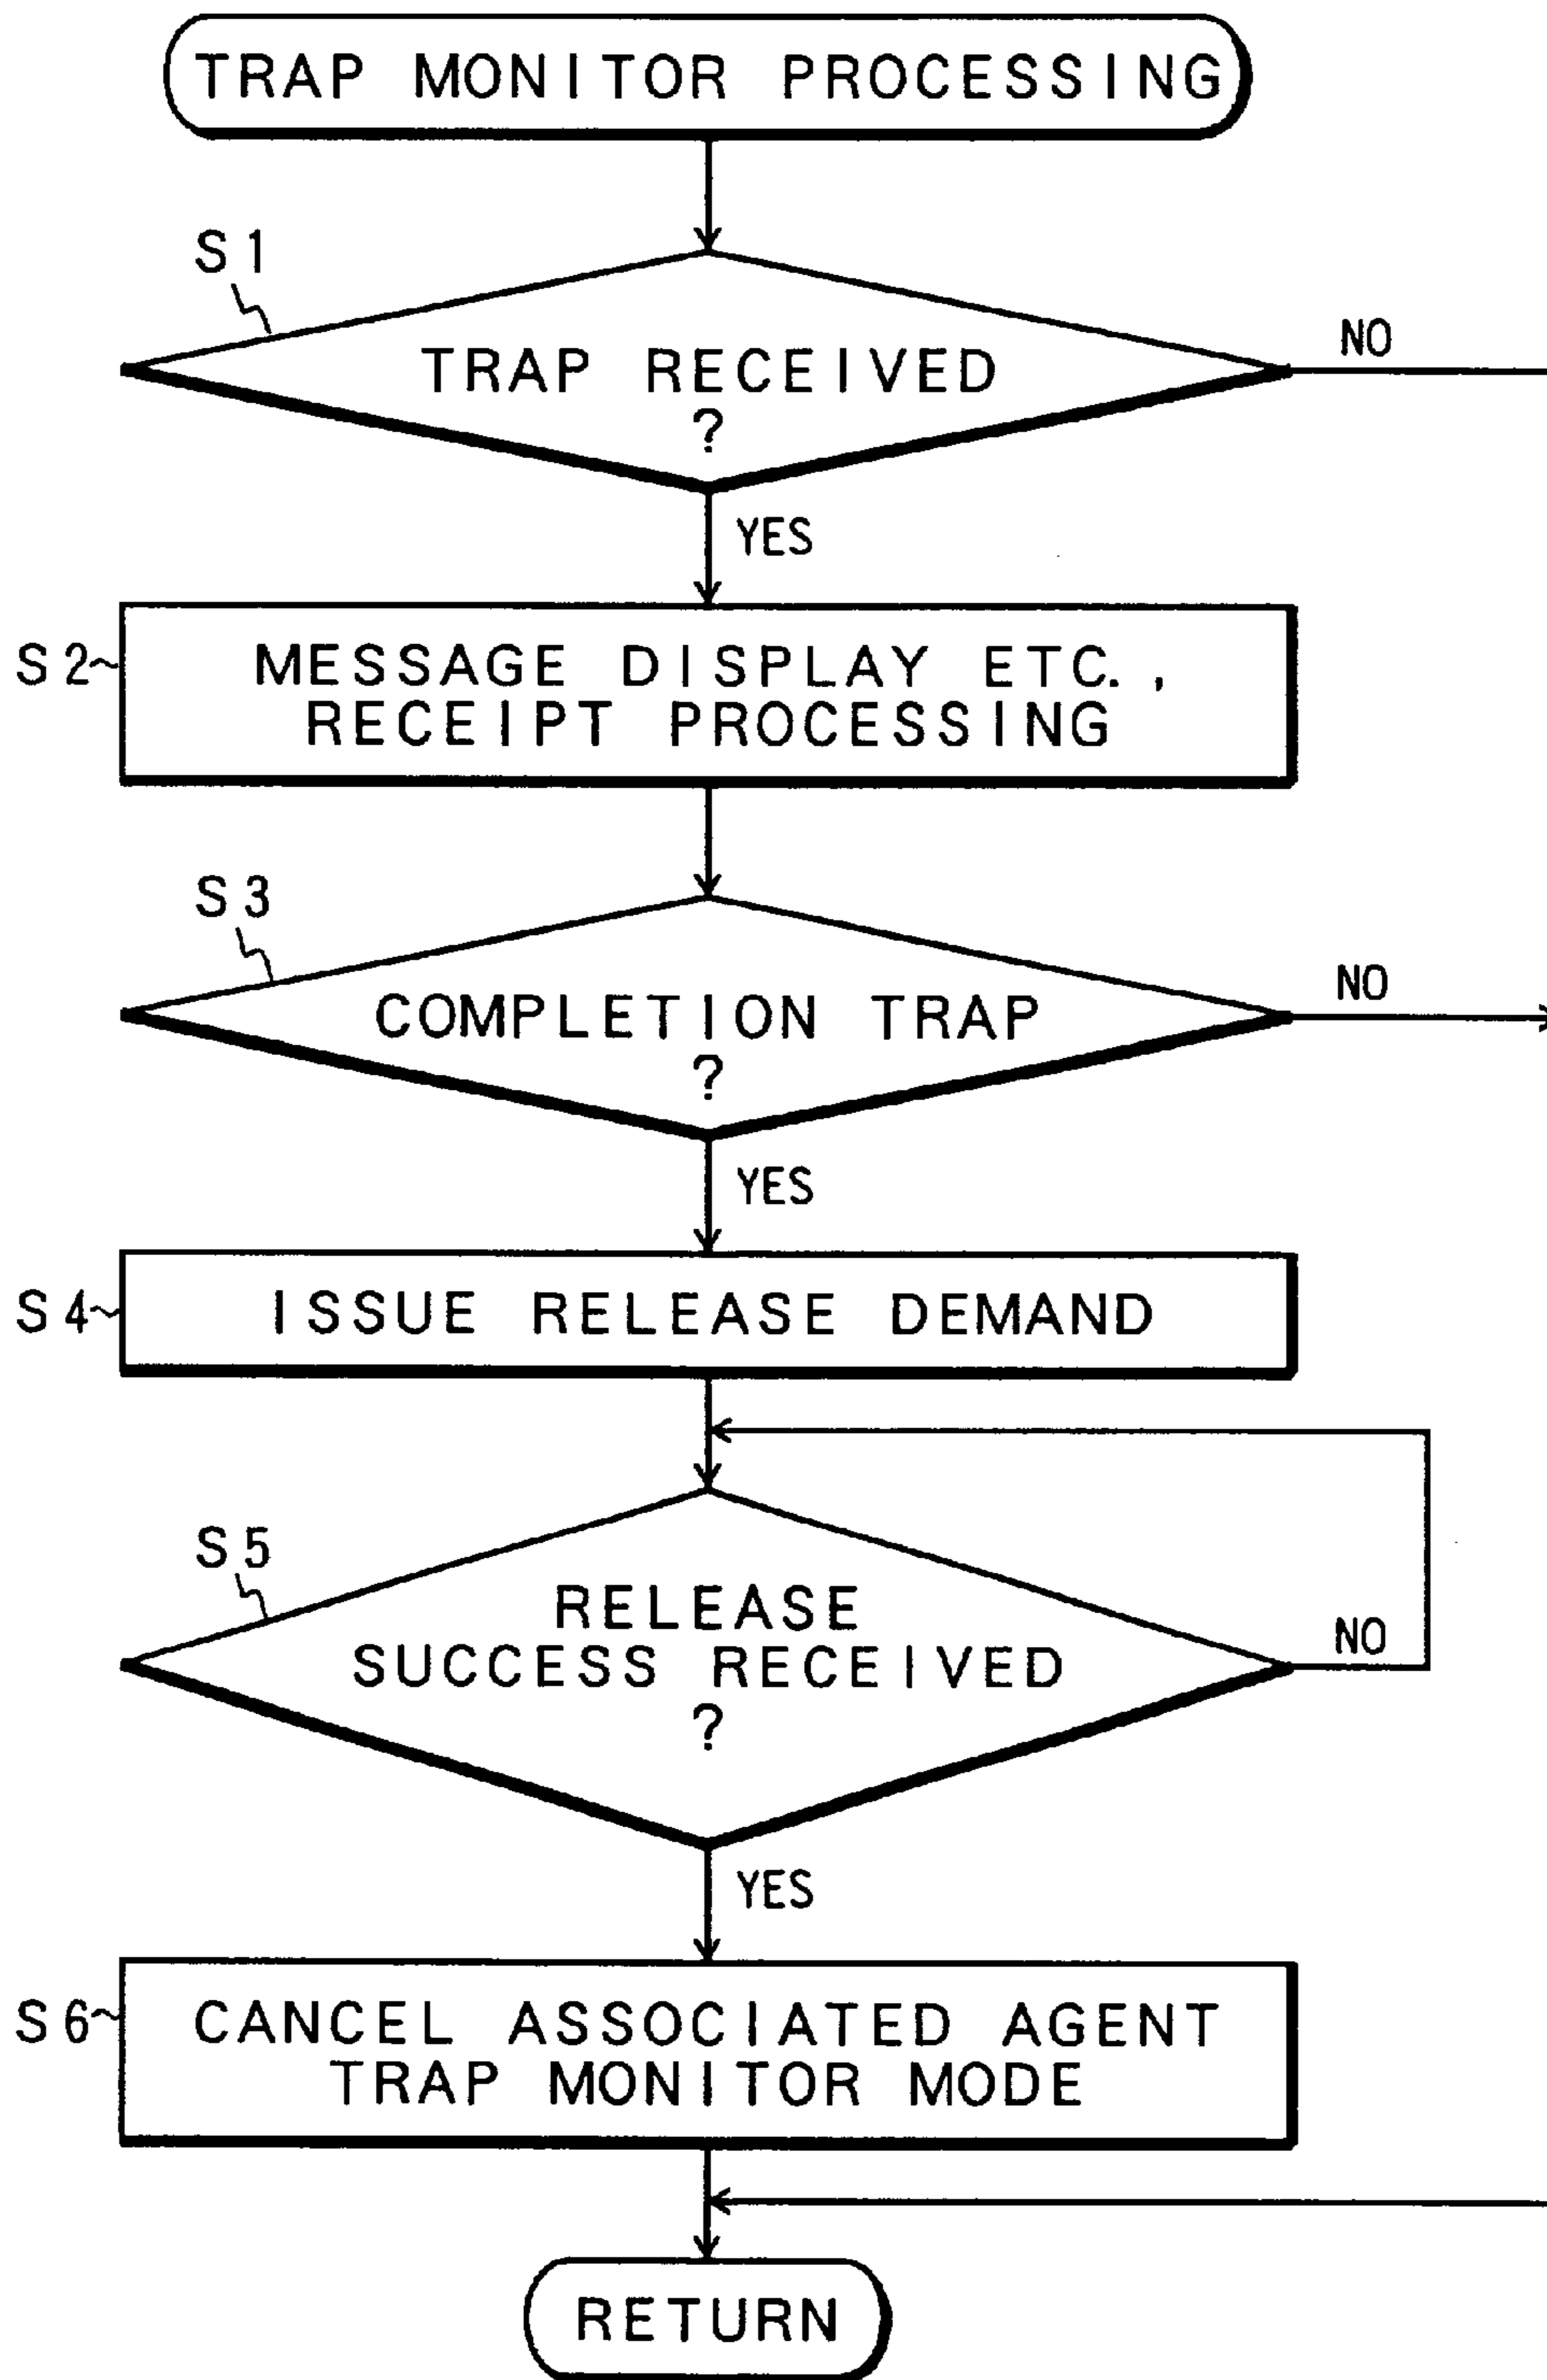 TRAP MONITOR PROCESSING
S1
TRAP RECEIVED
?
NO
YES
S2
MESSAGE DISPLAY ETC.,
RECEIPT PROCESSING
S3
COMPLETION TRAP
?
NO
YES
S4
ISSUE RELEASE DEMAND
S5
RELEASE
SUCCESS RECEIVED
?
NO
YES
S6
CANCEL ASSOCIATED AGENT
TRAP MONITOR MODE
RETURN